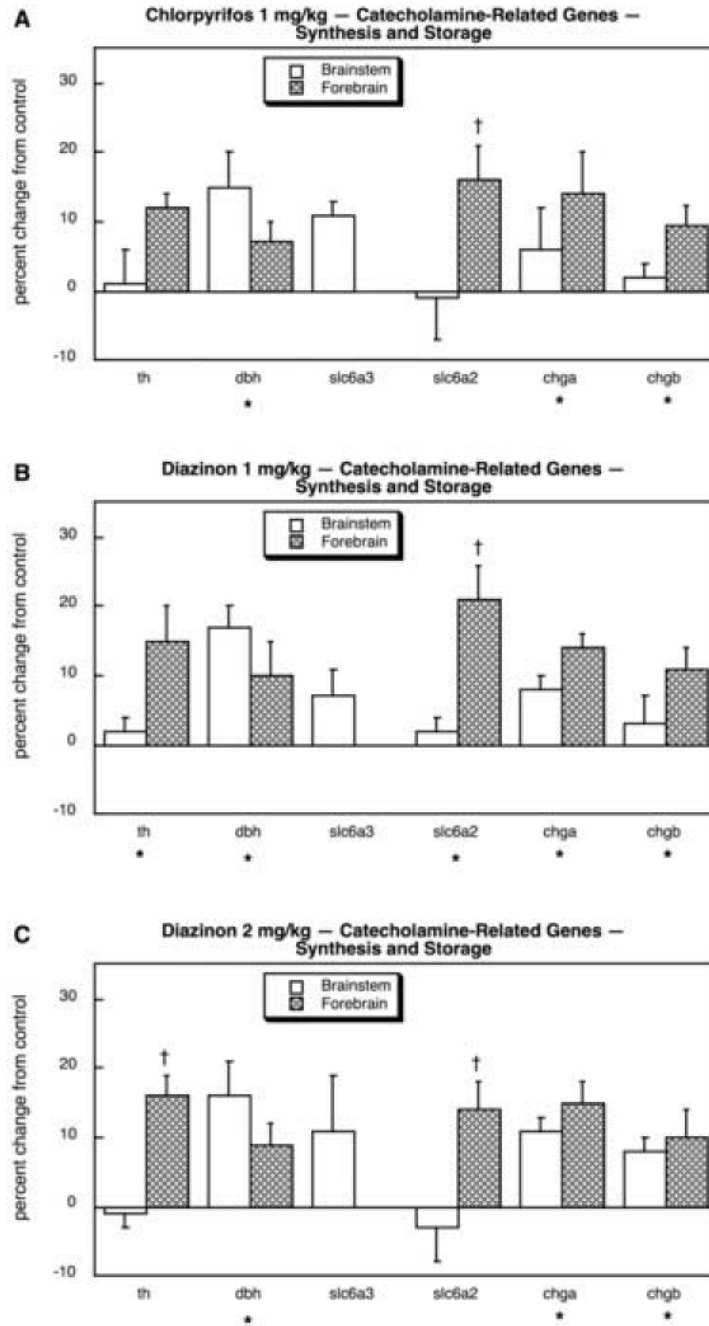 A
Chlorpyrifos 1 mg/kg — Catecholamine-Related Genes —
Synthesis and Storage
Brainstem
Forebrain
percent change from control
30
20
10
0
-10
†
th dbh slc6a3 slc6a2 chga chgb
* * *
B
Diazinon 1 mg/kg — Catecholamine-Related Genes —
Synthesis and Storage
Brainstem
Forebrain
percent change from control
30
20
10
0
-10
†
th dbh slc6a3 slc6a2 chga chgb
* * * * *
C
Diazinon 2 mg/kg — Catecholamine-Related Genes —
Synthesis and Storage
Brainstem
Forebrain
percent change from control
30
20
10
0
-10
† †
th dbh slc6a3 slc6a2 chga chgb
* * *